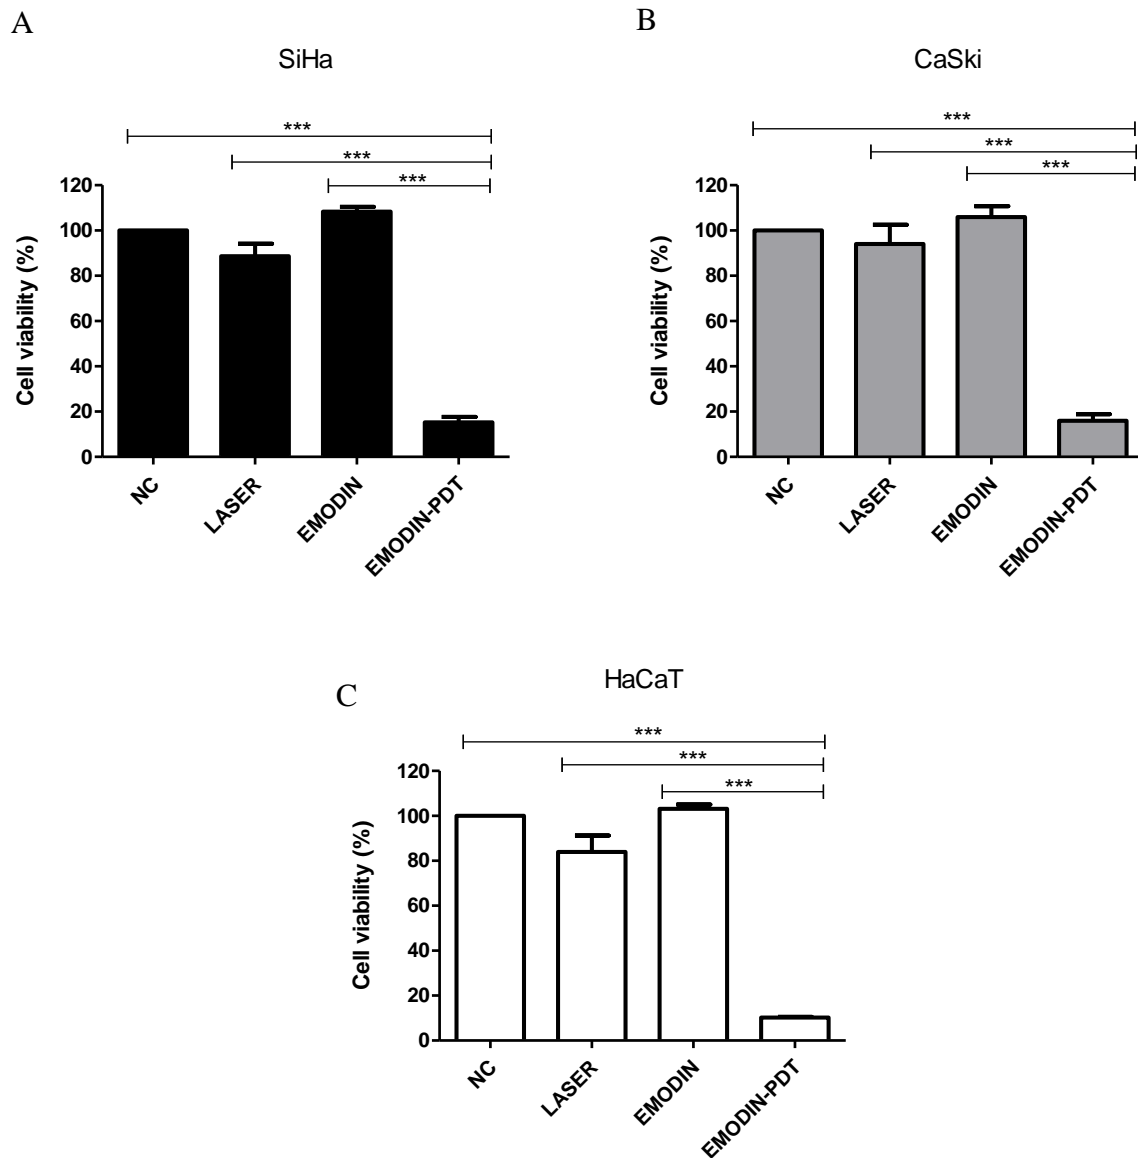 A
SiHa
***
***
***
120
100
80
60
40
20
0
Cell viability (%)
NC
LASER
EMODIN
EMODIN-PDT
B
CaSki
***
***
***
120
100
80
60
40
20
0
Cell viability (%)
NC
LASER
EMODIN
EMODIN-PDT
C
HaCaT
***
***
***
120
100
80
60
40
20
0
Cell viability (%)
NC
LASER
EMODIN
EMODIN-PDT